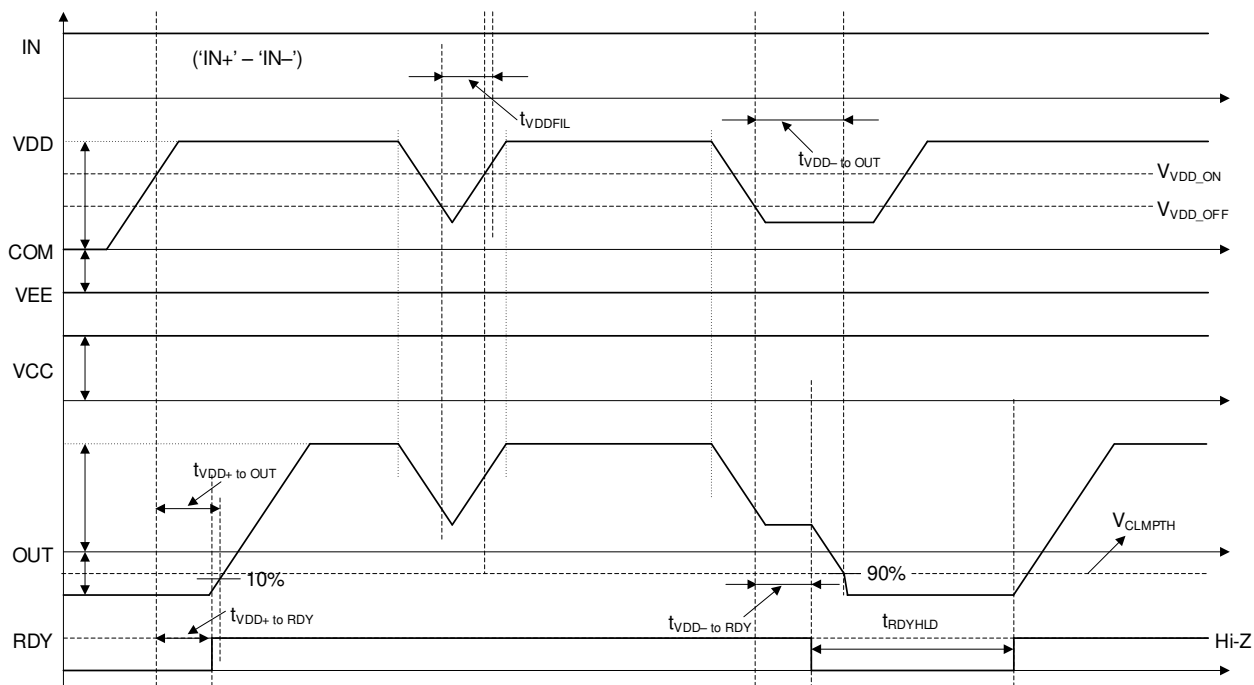 IN
('IN+' – 'IN–')
tVDDFIL
VDD
tVDD– to OUT
VVDD_ON
VVDD_OFF
COM
VEE
VCC
tVDD+ to OUT
VCLMPTH
OUT
10%
90%
tVDD+ to RDY
tVDD– to RDY
tRDYHLD
RDY
Hi-Z